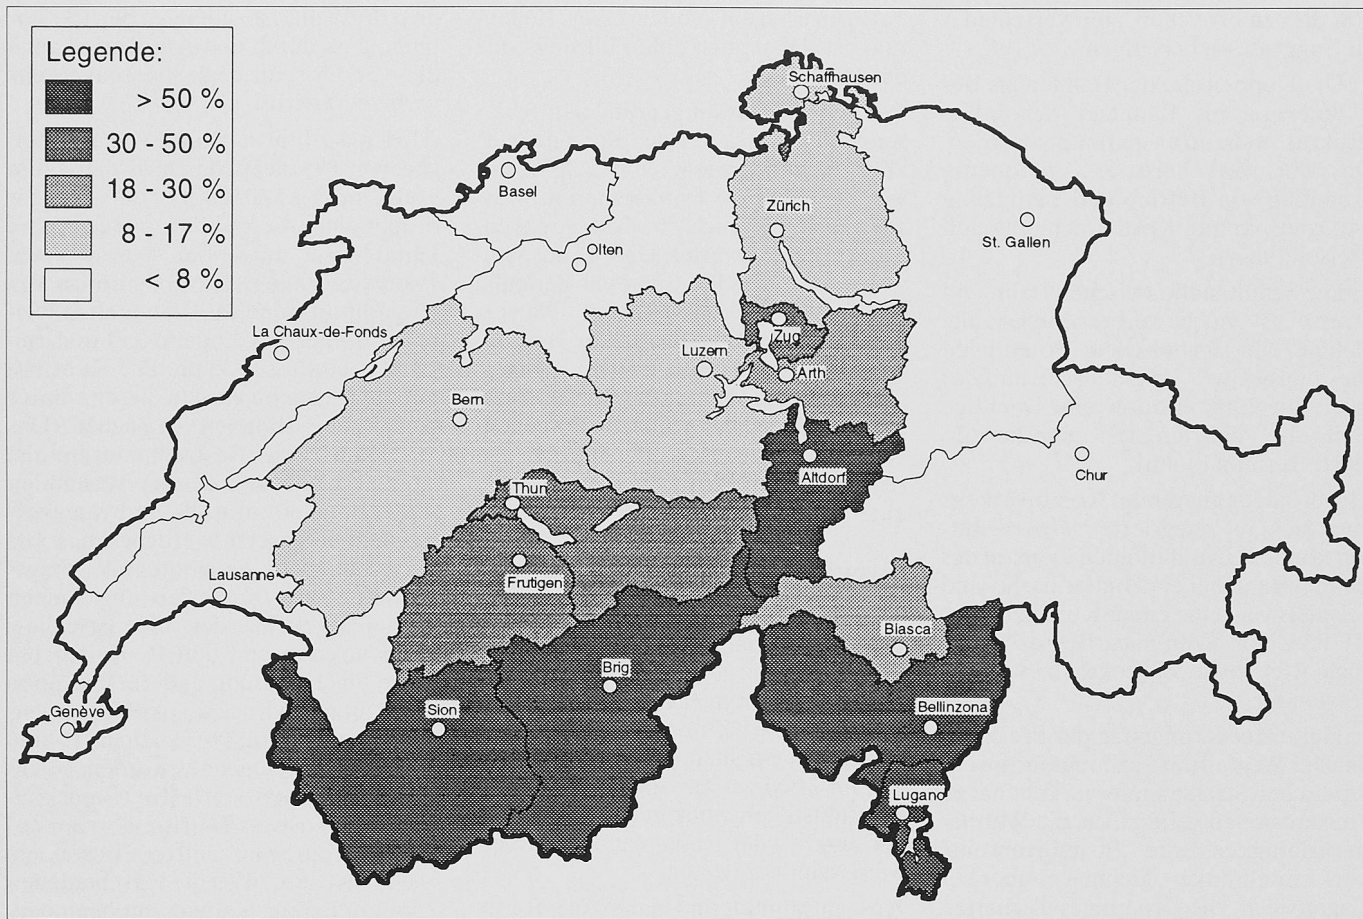 Legende:
> 50 %
30 - 50 %
18 - 30 %
8 - 17 %
< 8 %
Schaffhausen
Basel
Zürich
St. Gallen
Olten
La Chaux-de-Fonds
Zug
Luzern
Arth
Bern
Altdorf
Chur
Thun
Frutigen
Lausanne
Blasca
Brig
Genève
Sion
Bellinzona
Lugano